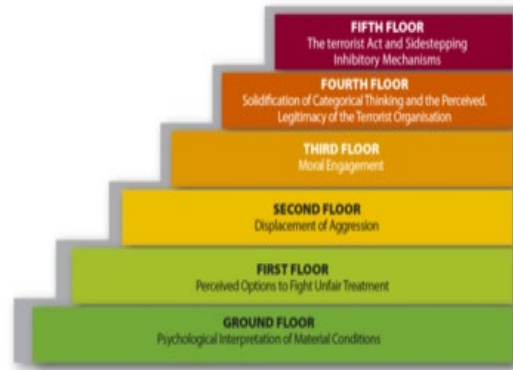 FIFTH FLOOR
The terrorist Act and Sidestepping
Inhibitory Mechanisms
FOURTH FLOOR
Solidification of Categorical Thinking and the Perceived.
Legitimacy of the Terrorist Organisation
THIRD FLOOR
Moral Engagement
SECOND FLOOR
Displacement of Aggression
FIRST FLOOR
Perceived Options to Fight Unfair Treatment
GROUND FLOOR
Psychological Interpretation of Material Conditions